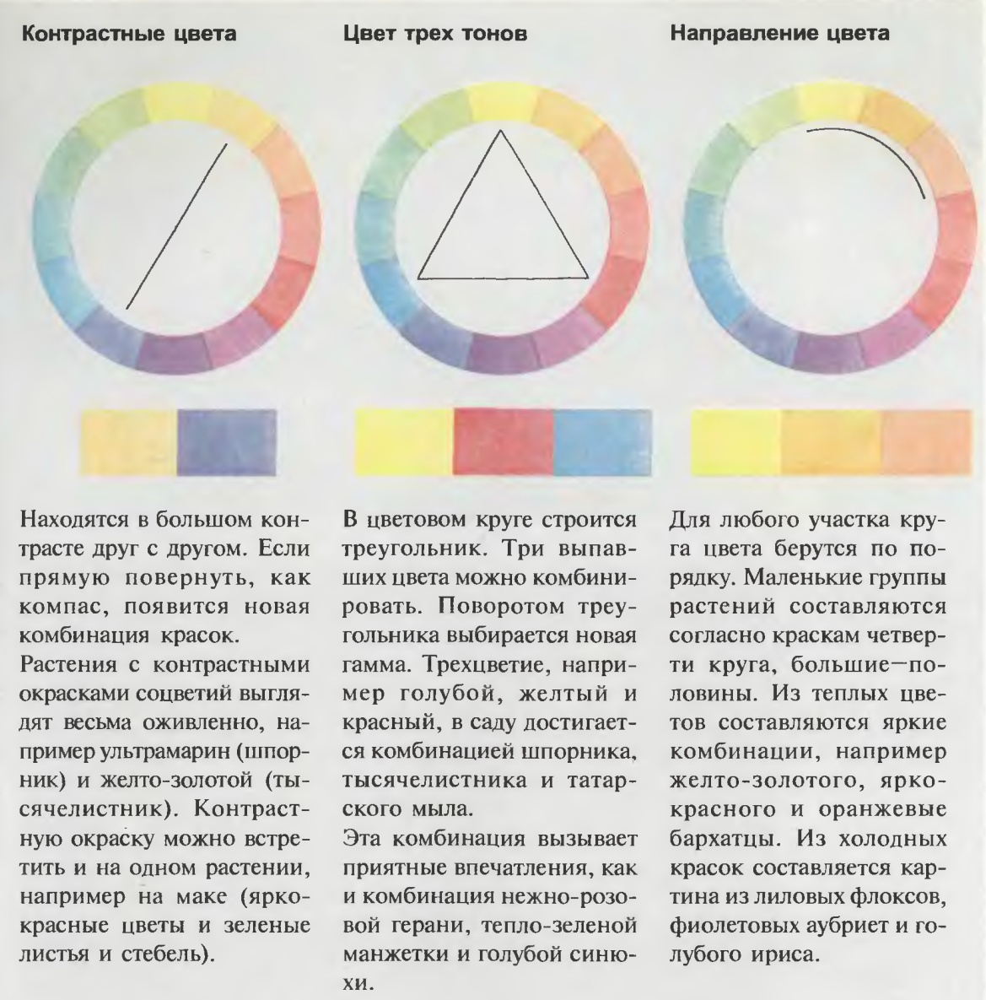 Контрастные цвета
Находятся в большом кон-
трасте друг с другом. Если
прямую повернуть, как
компас, появится новая
комбинация красок.
Растения с контрастными
окрасками соцветий выгля-
дят весьма оживленно, на-
пример ультрамарин (шпор-
ник) и желто-золотой (ты-
сячелистник). Контраст-
ную окраску можно встре-
тить и на одном растении,
например на маке (ярко-
красные цветы и зеленые
листья и стебель).
Цвет трех тонов
В цветовом круге строится
треугольник. Три выпав-
ших цвета можно комбини-
ровать. Поворотом треу-
гольника выбирается новая
гамма. Трехцветие, напри-
мер голубой, желтый и
красный, в саду достигает-
ся комбинацией шпорника,
тысячелистника и татар-
ского мыла.
Эта комбинация вызывает
приятные впечатления, как
и комбинация нежно-розо-
вой герани, тепло-зеленой
манжетки и голубой синю-
хи.
Направление цвета
Для любого участка кру-
га цвета берутся по по-
рядку. Маленькие группы
растений составляются
согласно краскам четвер-
ти круга, большие—по-
ловины. Из теплых цве-
тов составляются яркие
комбинации, например
желто-золотого, ярко-
красного и оранжевые
бархатцы. Из холодных
красок составляется кар-
тина из лиловых флоксов,
фиолетовых аубриет и го-
лубого ириса.